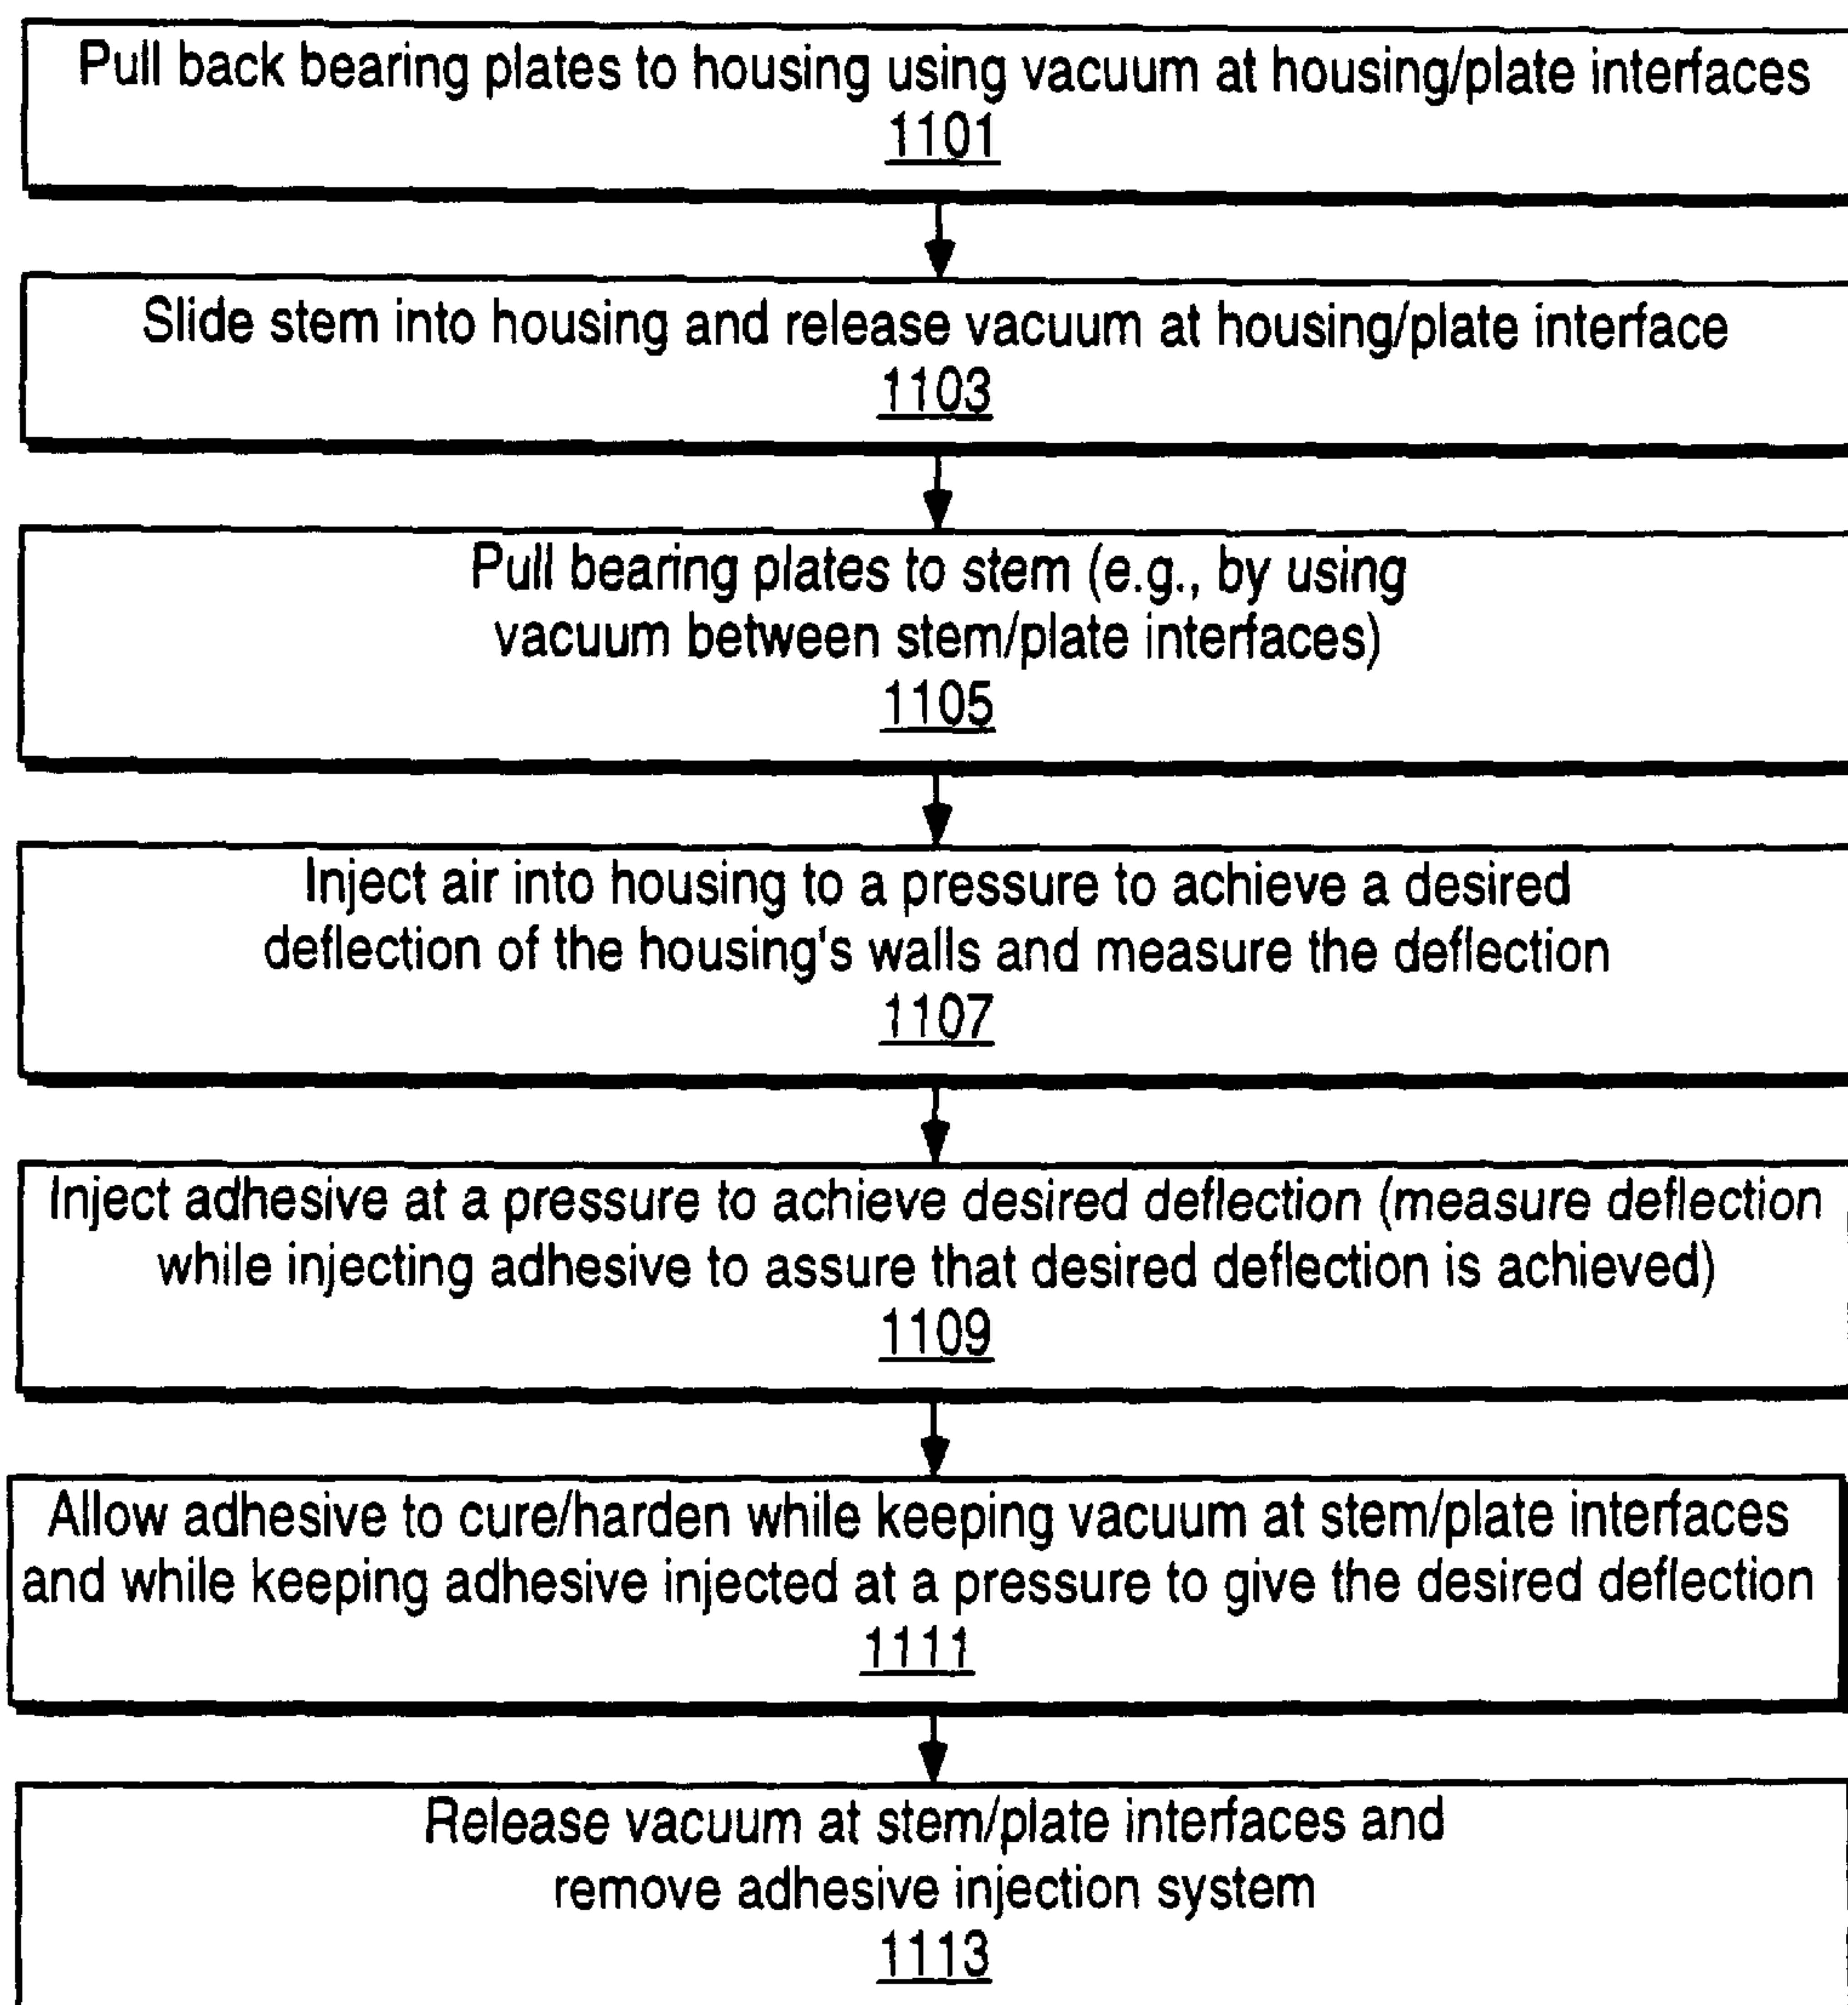 Pull back bearing plates to housing using vacuum at housing/plate interfaces
1101
Slide stem into housing and release vacuum at housing/plate interface
1103
Pull bearing plates to stem (e.g., by using
vacuum between stem/plate interfaces)
1105
Inject air into housing to a pressure to achieve a desired
deflection of the housing's walls and measure the deflection
1107
Inject adhesive at a pressure to achieve desired deflection (measure deflection
while injecting adhesive to assure that desired deflection is achieved)
1109
Allow adhesive to cure/harden while keeping vacuum at stem/plate interfaces
and while keeping adhesive injected at a pressure to give the desired deflection
1111
Release vacuum at stem/plate interfaces and
remove adhesive injection system
1113